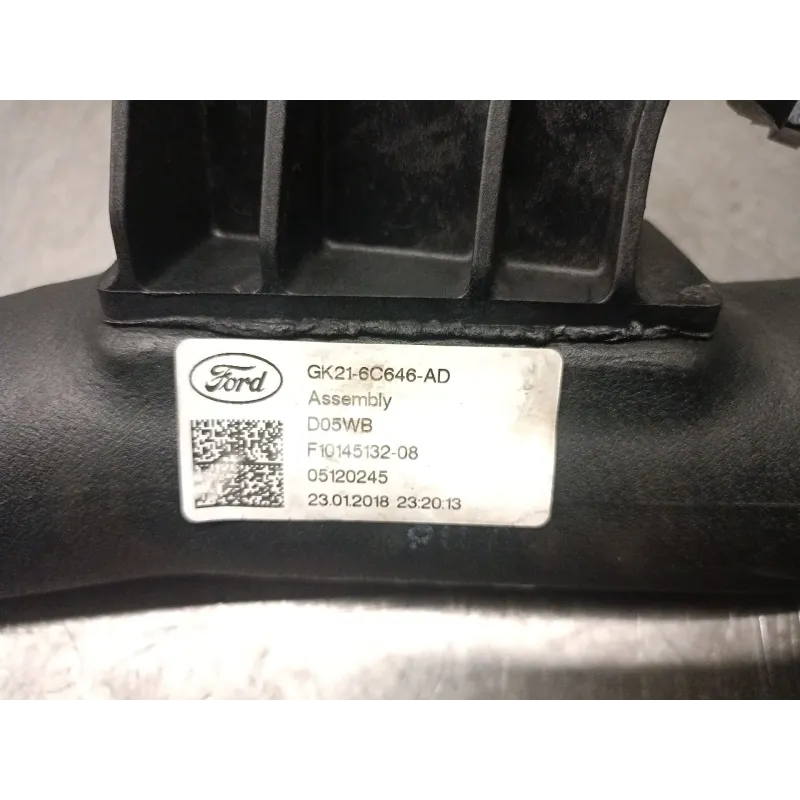 Ford
GK21-6C646-AD
Assembly
D05WB
F10145132-08
05120245
23.01.2018 23:20:13